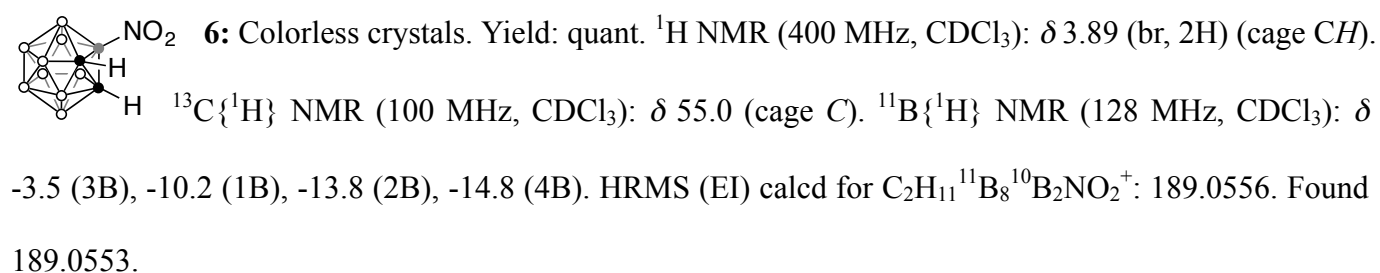 NO₂ 6: Colorless crystals. Yield: quant. ¹H NMR (400 MHz, CDCl₃): δ 3.89 (br, 2H) (cage CH).
H
H ¹³C{¹H} NMR (100 MHz, CDCl₃): δ 55.0 (cage C). ¹¹B{¹H} NMR (128 MHz, CDCl₃): δ
-3.5 (3B), -10.2 (1B), -13.8 (2B), -14.8 (4B). HRMS (EI) calcd for C₂H₁₁¹¹B₈¹⁰B₂NO₂⁺: 189.0556. Found
189.0553.